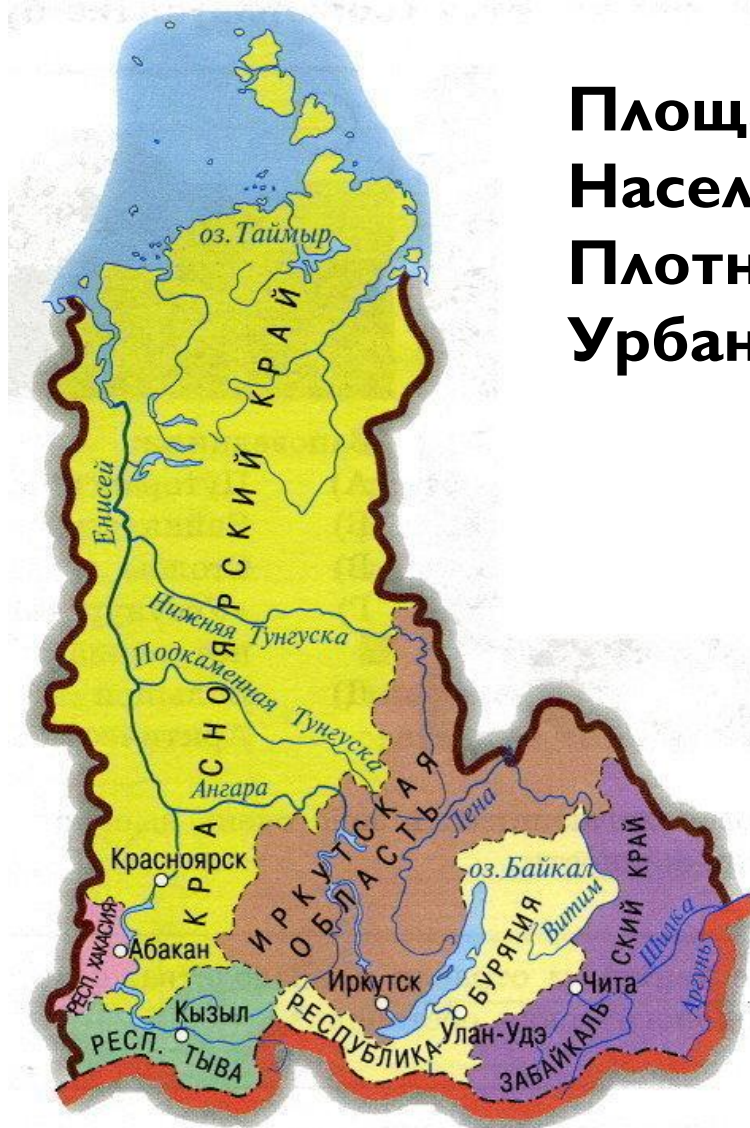 Площ
Насел
Плотн
Урбан
оз. Таймыр
КРАСНОЯРСКИЙ КРАЙ
Енисей
Нижняя Тунгуска
Подкаменная Тунгуска
Ангара
ИРКУТСКАЯ
ОБЛАСТЬ
Лена
Красноярск
оз. Байкал
Витим
ЗАБАЙКАЛЬСКИЙ КРАЙ
Шилка
Аргунь
РЕСП. ХАКАСИЯ
Абакан
Иркутск
РЕСПУБЛИКА БУРЯТИЯ
Чита
Кызыл
Улан-Удэ
РЕСП. ТЫВА